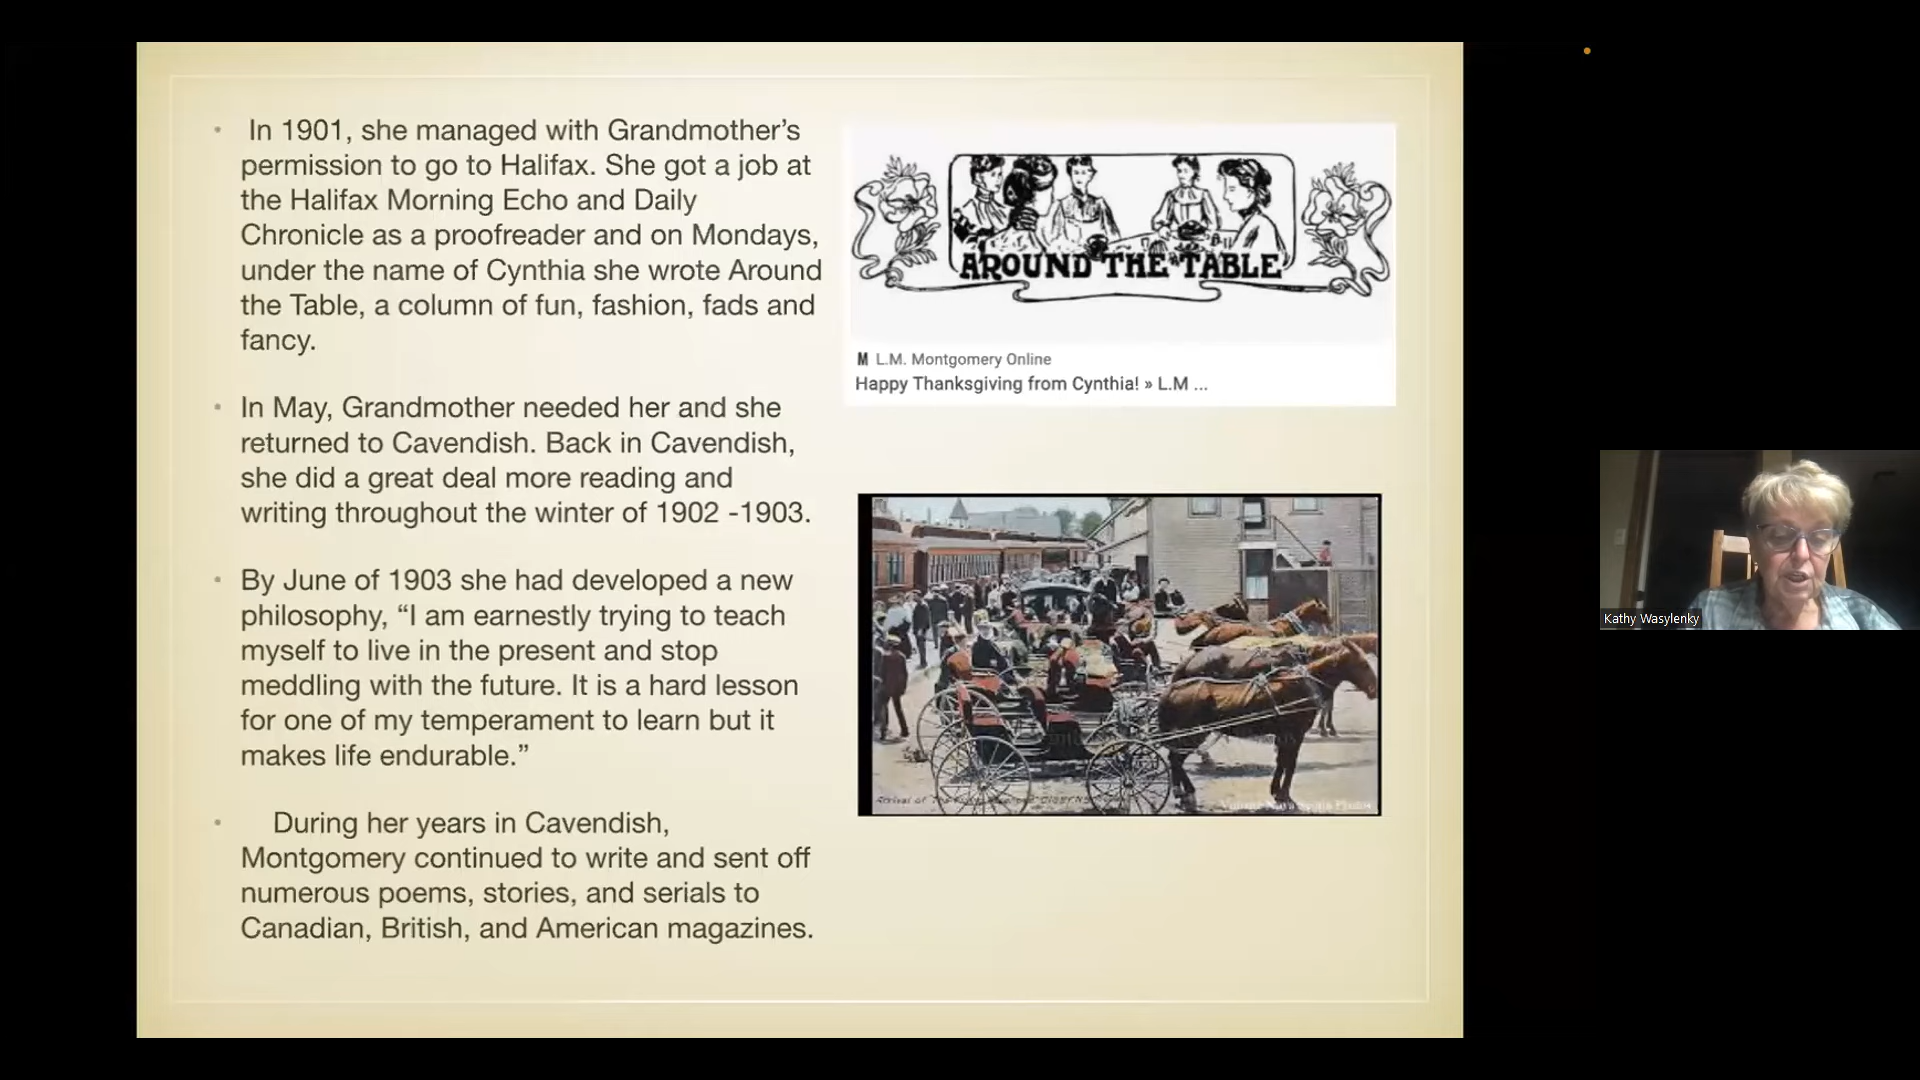 In 1901, she managed with Grandmother’s
permission to go to Halifax. She got a job at
the Halifax Morning Echo and Daily
Chronicle as a proofreader and on Mondays,
under the name of Cynthia she wrote Around
the Table, a column of fun, fashion, fads and
fancy.
In May, Grandmother needed her and she
returned to Cavendish. Back in Cavendish,
she did a great deal more reading and
writing throughout the winter of 1902 -1903.
By June of 1903 she had developed a new
philosophy, “I am earnestly trying to teach
myself to live in the present and stop
meddling with the future. It is a hard lesson
for one of my temperament to learn but it
makes life endurable.”
During her years in Cavendish,
Montgomery continued to write and sent off
numerous poems, stories, and serials to
Canadian, British, and American magazines.
AROUND THE TABLE
M L.M. Montgomery Online
Happy Thanksgiving from Cynthia! » L.M ...
Arrival of
Kathy Wasylenky